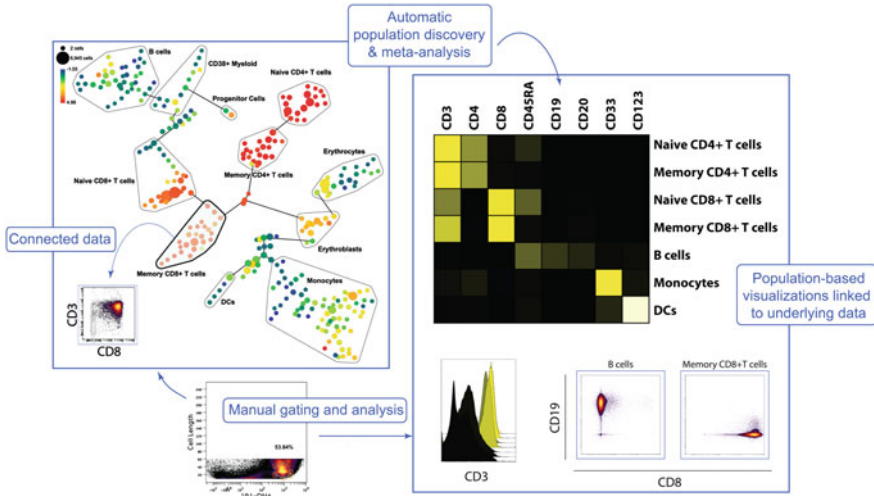 Automatic
population discovery
& meta-analysis
2 cells
B cells
CD38+ Myeloid
Naive CD4+ T cells
Progenitor Cells
Erythrocytes
Memory CD4+ T cells
Naive CD8+ T cells
Erythroblasts
Memory CD8+ T cells
Monocytes
DCs
Connected data
CD3
CD8
CD3
CD4
CD8
CD45RA
CD19
CD20
CD33
CD123
Naive CD4+ T cells
Memory CD4+ T cells
Naive CD8+ T cells
Memory CD8+ T cells
B cells
Monocytes
DCs
Population-based
visualizations linked
to underlying data
Manual gating and analysis
Cell Length
53.84%
CD3
B cells
Memory CD8+T cells
CD19
CD8